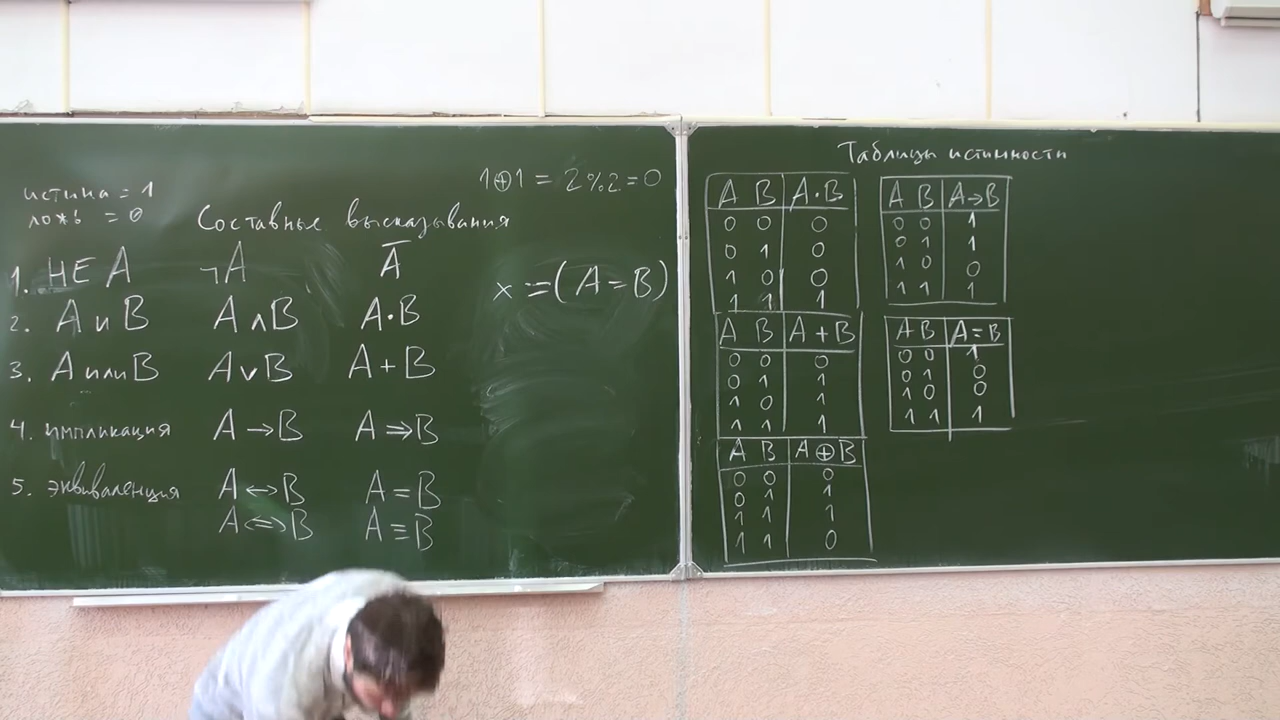 истина = 1
ложь = 0
1⊕1 = 2%2=0
Составные высказывания
1. НЕ А ¬A A̅
2. А и В A∧B A·B
x = (A = B)
3. А или В A∨B A+B
4. импликация A→B A⇒B
5. эквиваленция A↔B A=B
A⇔B A≡B
Таблицы истинности
A B A·B
0 0 0
0 1 0
1 0 0
1 1 1
A B A+B
0 0 0
0 1 1
1 0 1
1 1 1
A B A⊕B
0 0 0
0 0 1
1 1 1
1 1 0
A B A→B
0 0 1
0 1 1
1 0 0
1 1 1
A B A=B
0 0 1
0 1 0
1 0 0
1 1 1